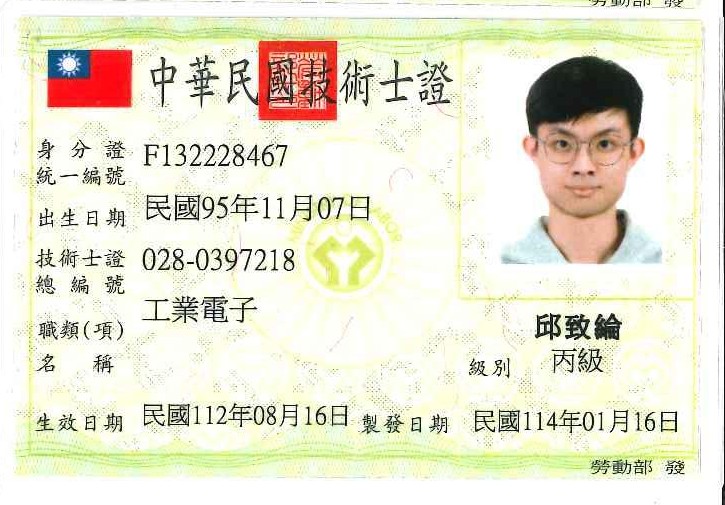 勞動部 發
中華民國技術士證
身分證
統一編號 F132228467
出生日期 民國95年11月07日
技術士證
總編號 028-0397218
職類(項)
名稱 工業電子
邱致綸
級別 丙級
生效日期 民國112年08月16日 製發日期 民國114年01月16日
勞動部 發